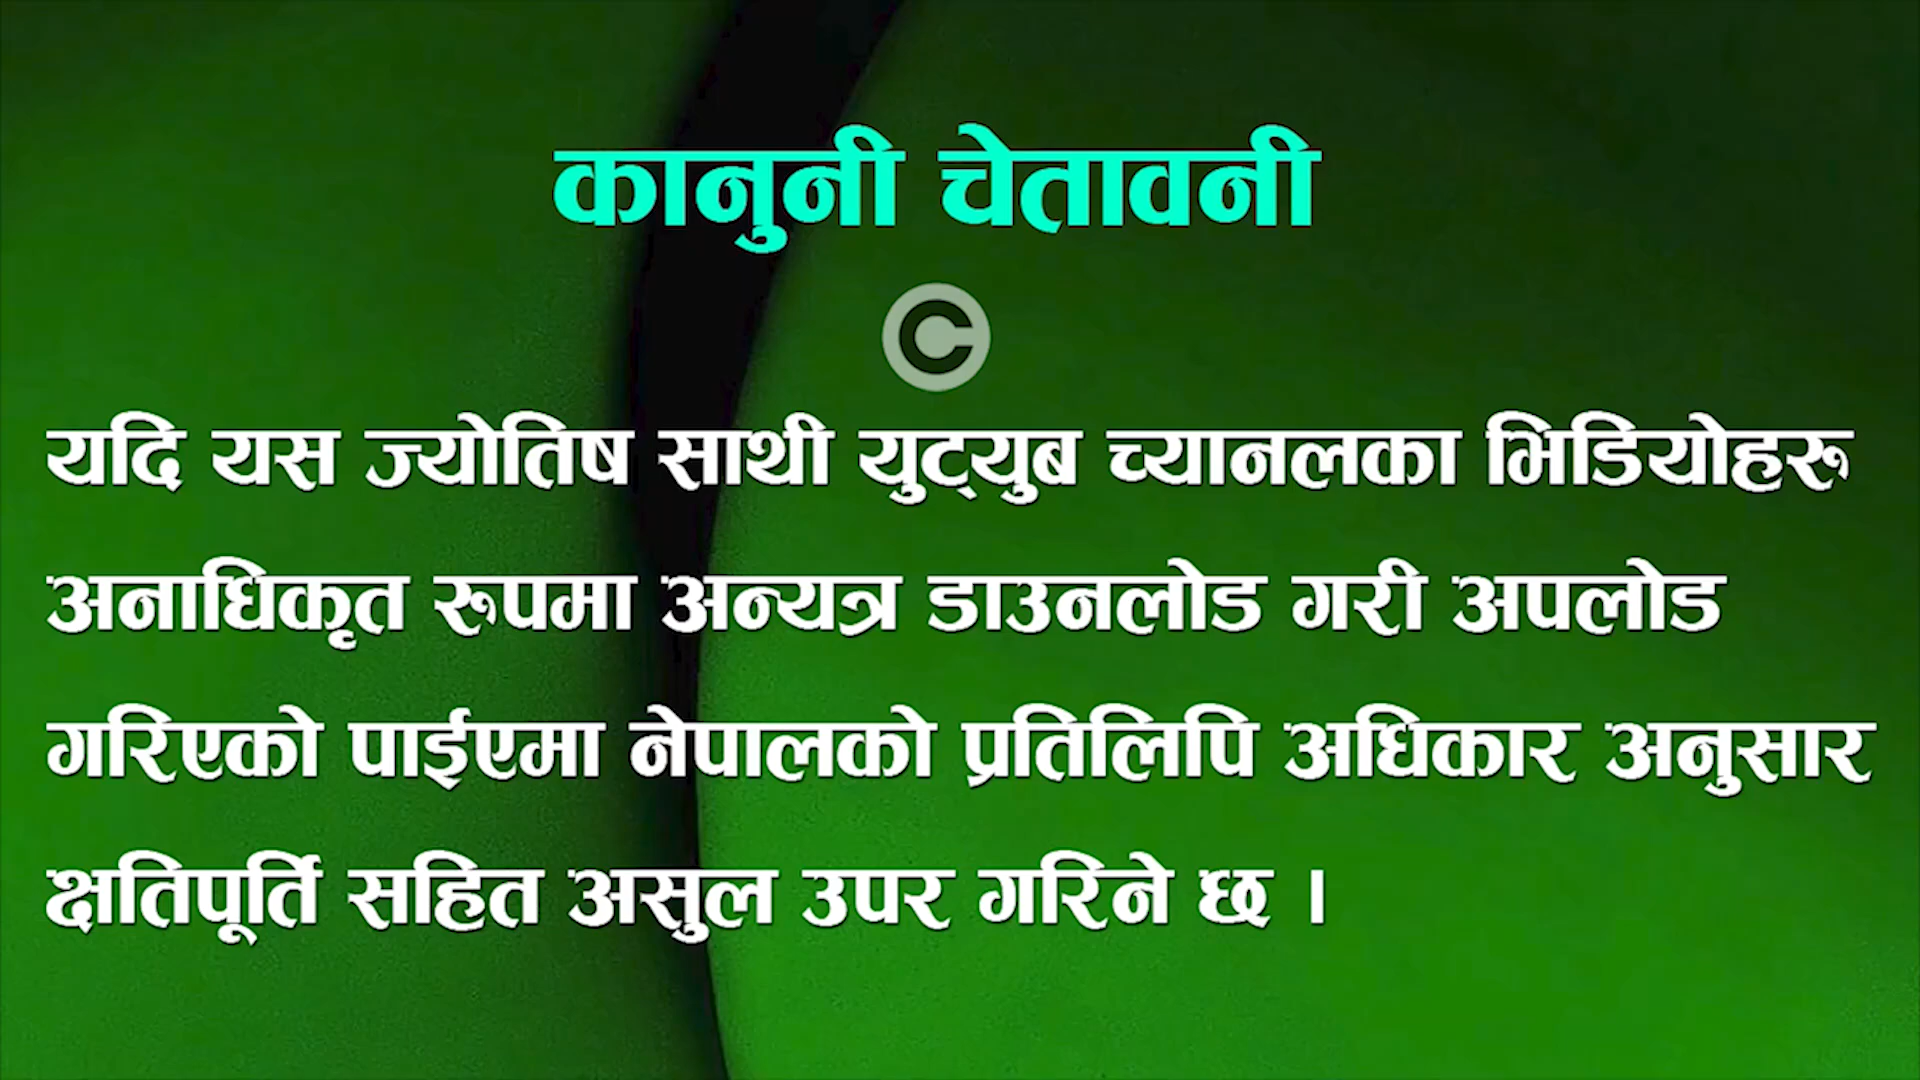 कानुनी चेतावनी
©
यदि यस ज्योतिष साथी युट्युब च्यानलका भिडियोहरु
अनाधिकृत रुपमा अन्यत्र डाउनलोड गरी अपलोड
गरिएको पाईएमा नेपालको प्रतिलिपि अधिकार अनुसार
क्षतिपूर्ति सहित असुल उपर गरिने छ ।